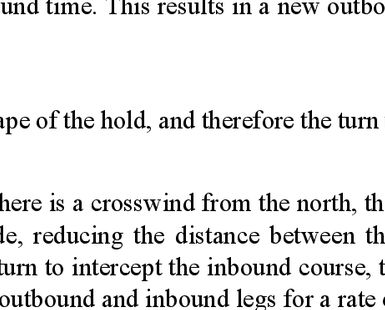 und time. This results in a new outbo
ape of the hold, and therefore the turn
here is a crosswind from the north, th
de, reducing the distance between th
turn to intercept the inbound course, t
outbound and inbound legs for a rate